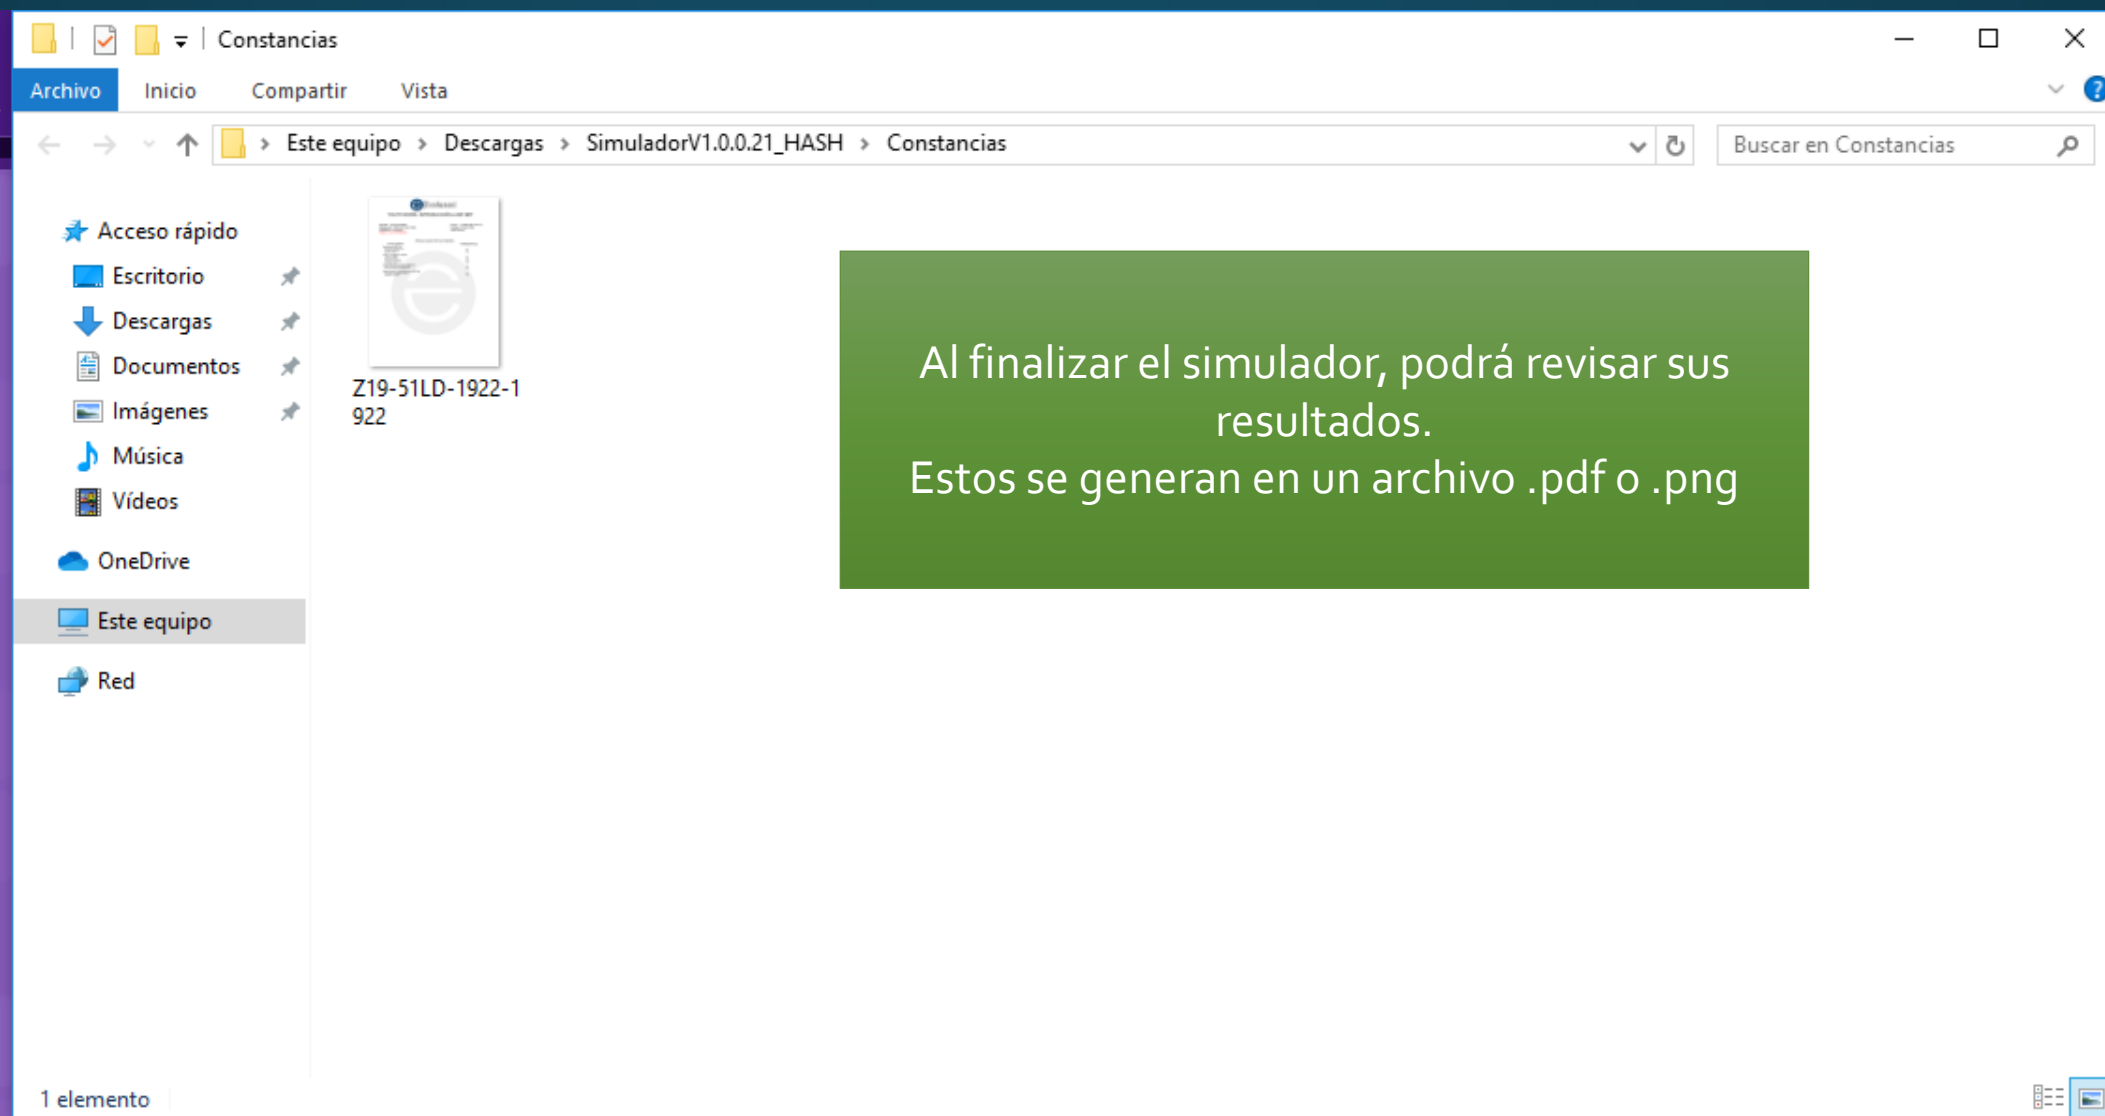 Constancias
Archivo Inicio Compartir Vista
Este equipo > Descargas > SimuladorV1.0.0.21_HASH > Constancias
Buscar en Constancias
Acceso rápido
Escritorio
Descargas
Documentos
Imágenes
Música
Vídeos
OneDrive
Este equipo
Red
Z19-51LD-1922-1
922
Al finalizar el simulador, podrá revisar sus
resultados.
Estos se generan en un archivo .pdf o .png
1 elemento